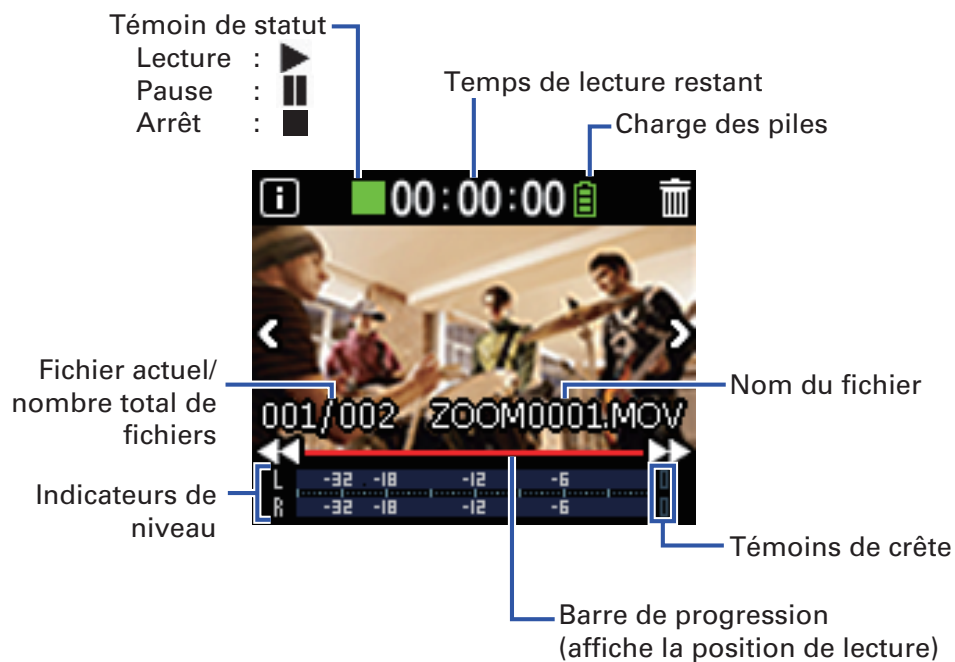 Témoin de statut
Lecture :
Pause :
Arrêt :
Temps de lecture restant
Charge des piles
i 00:00:00
Fichier actuel/
nombre total de
fichiers
Nom du fichier
001/002 ZOOM0001.MOV
Indicateurs de
niveau
L -32 -18 -12 -6 0
R -32 -18 -12 -6 0
Témoins de crête
Barre de progression
(affiche la position de lecture)